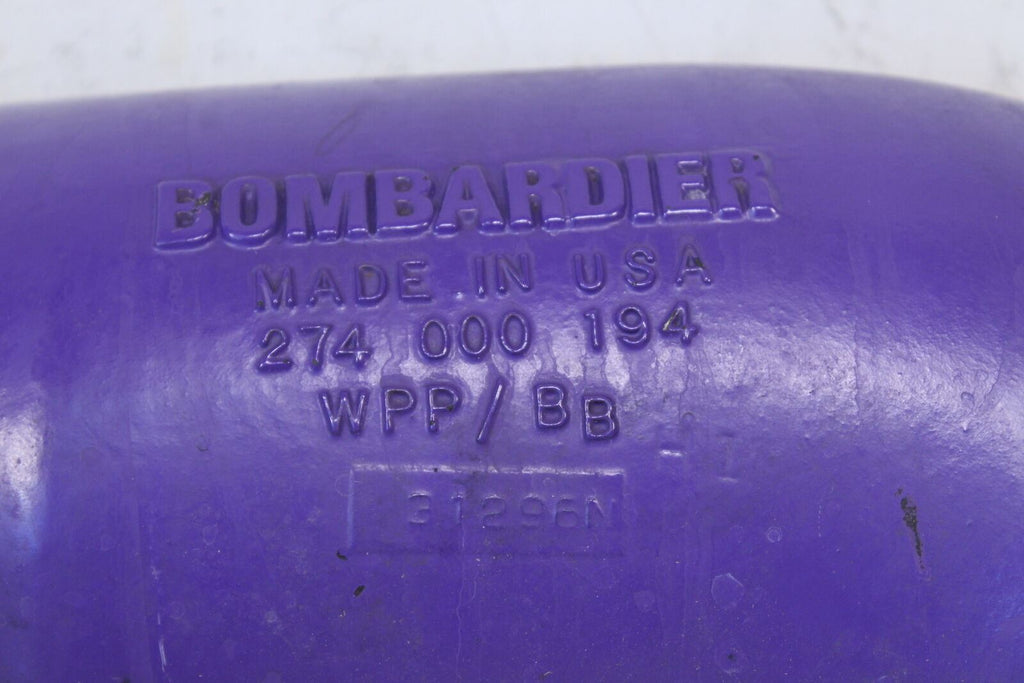 BOMBARDIER
MADE IN USA
274 000 194
WPP/BB
31296N